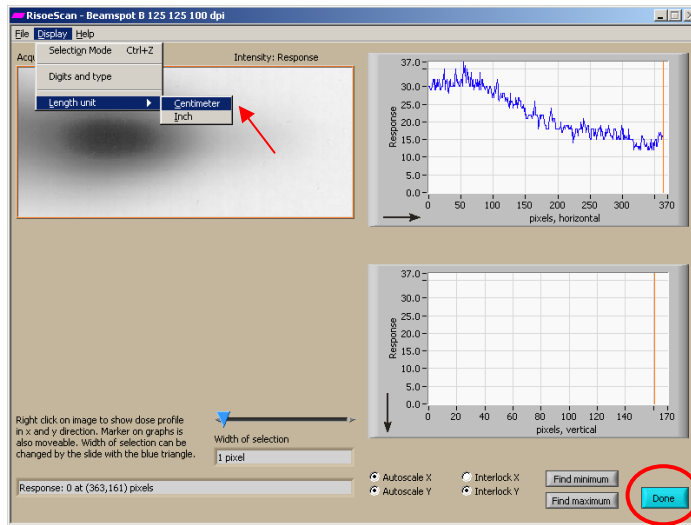 RisoeScan - Beamspot B 125 125 100 dpi
File Display Help
Selection Mode Ctrl+Z
Digits and type
Length unit
Centimeter
Inch
Acqu
Intensity: Response
37.0
30.0
25.0
20.0
15.0
10.0
5.0
0.0
Response
0 50 100 150 200 250 300 370
pixels, horizontal
37.0
30.0
25.0
20.0
15.0
10.0
5.0
0.0
Response
0 20 40 60 80 100 120 140 170
pixels, vertical
Right click on image to show dose profile
in x and y direction. Marker on graphs is
also moveable. Width of selection can be
changed by the slide with the blue triangle.
Width of selection
1 pixel
Response: 0 at (363,161) pixels
Autoscale X
Autoscale Y
Interlock X
Interlock Y
Find minimum
Find maximum
Done